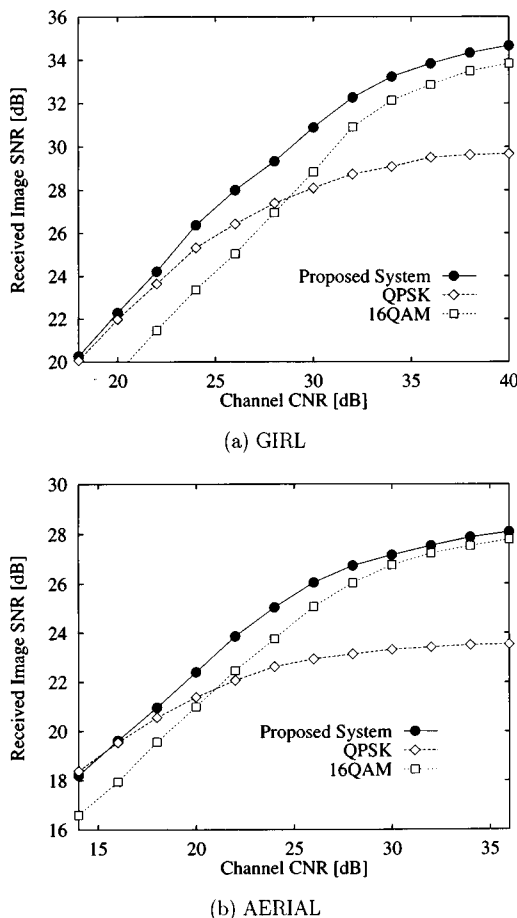 36
34
32
30
28
26
24
22
20
Received Image SNR [dB]
Proposed System
QPSK
16QAM
20 25 30 35 40
Channel CNR [dB]
(a) GIRL
30
28
26
24
22
20
18
16
Received Image SNR [dB]
Proposed System
QPSK
16QAM
15 20 25 30 35
Channel CNR [dB]
(b) AERIAL